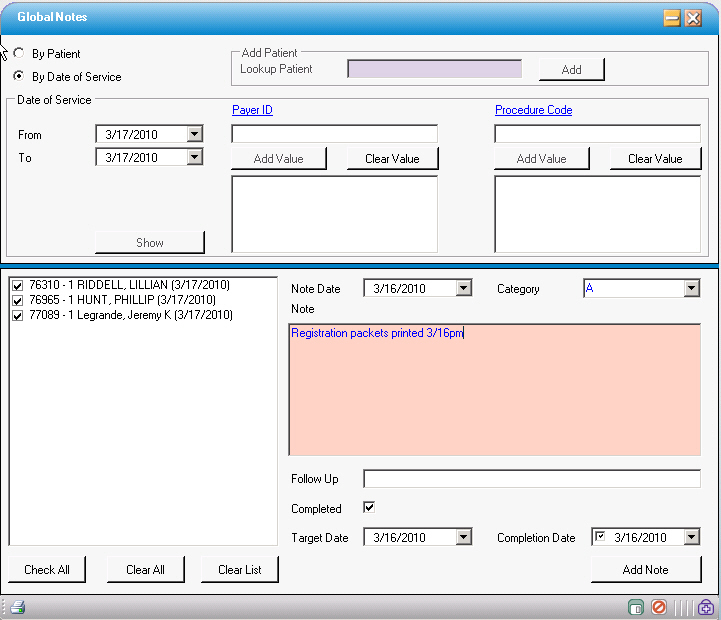 Global Notes
By Patient
By Date of Service
Add Patient
Lookup Patient
Add
Date of Service
From 3/17/2010
To 3/17/2010
Show
Payer ID
Add Value Clear Value
Procedure Code
Add Value Clear Value
76310 - 1 RIDDELL, LILLIAN (3/17/2010)
76965 - 1 HUNT, PHILLIP (3/17/2010)
77089 - 1 Legrande, Jeremy K (3/17/2010)
Check All Clear All Clear List
Note Date 3/16/2010 Category A
Note
Registration packets printed 3/16pm
Follow Up
Completed
Target Date 3/16/2010 Completion Date 3/16/2010
Add Note